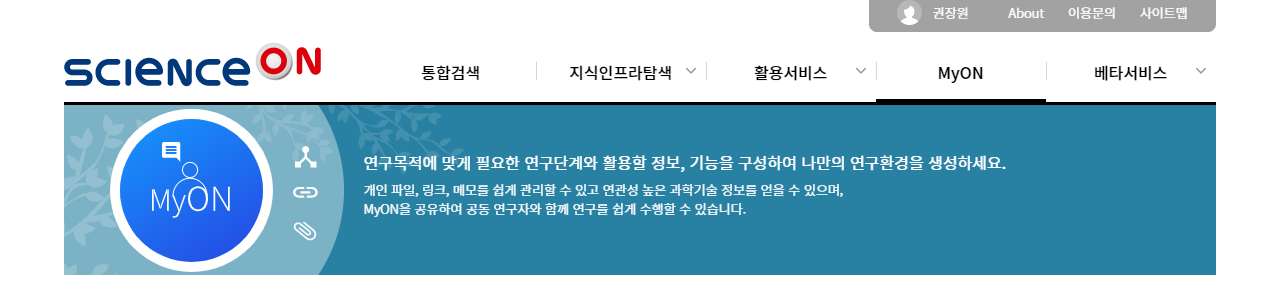 권장원 About 이용문의 사이트맵
SCIENCE ON
통합검색 지식인프라탐색 활용서비스 MyON 베타서비스
연구목적에 맞게 필요한 연구단계와 활용할 정보, 기능을 구성하여 나만의 연구환경을 생성하세요.
개인 파일, 링크, 메모를 쉽게 관리할 수 있고 연관성 높은 과학기술 정보를 얻을 수 있으며,
MyON을 공유하여 공동 연구자와 함께 연구를 쉽게 수행할 수 있습니다.
MyON